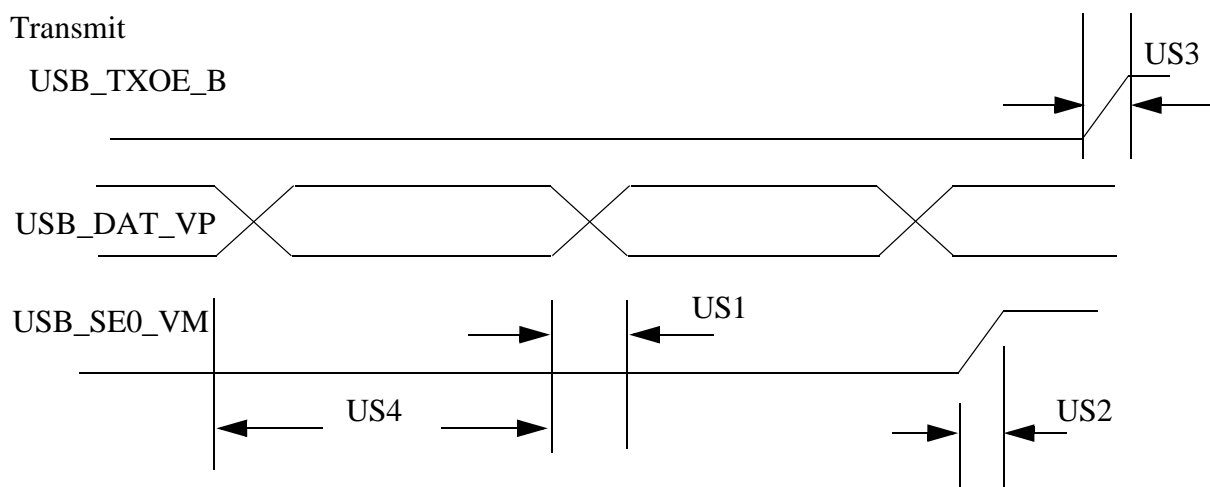 Transmit
US3
USB_TXOE_B
USB_DAT_VP
US1
USB_SE0_VM
US4
US2